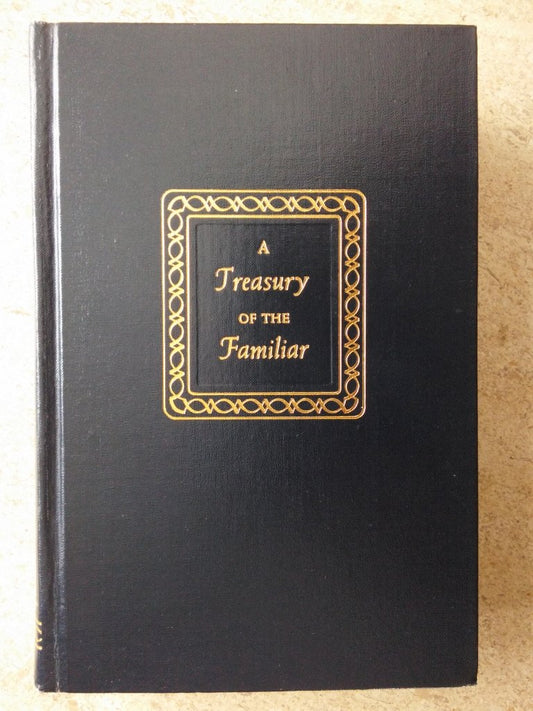 A
Treasury
OF THE
Familiar